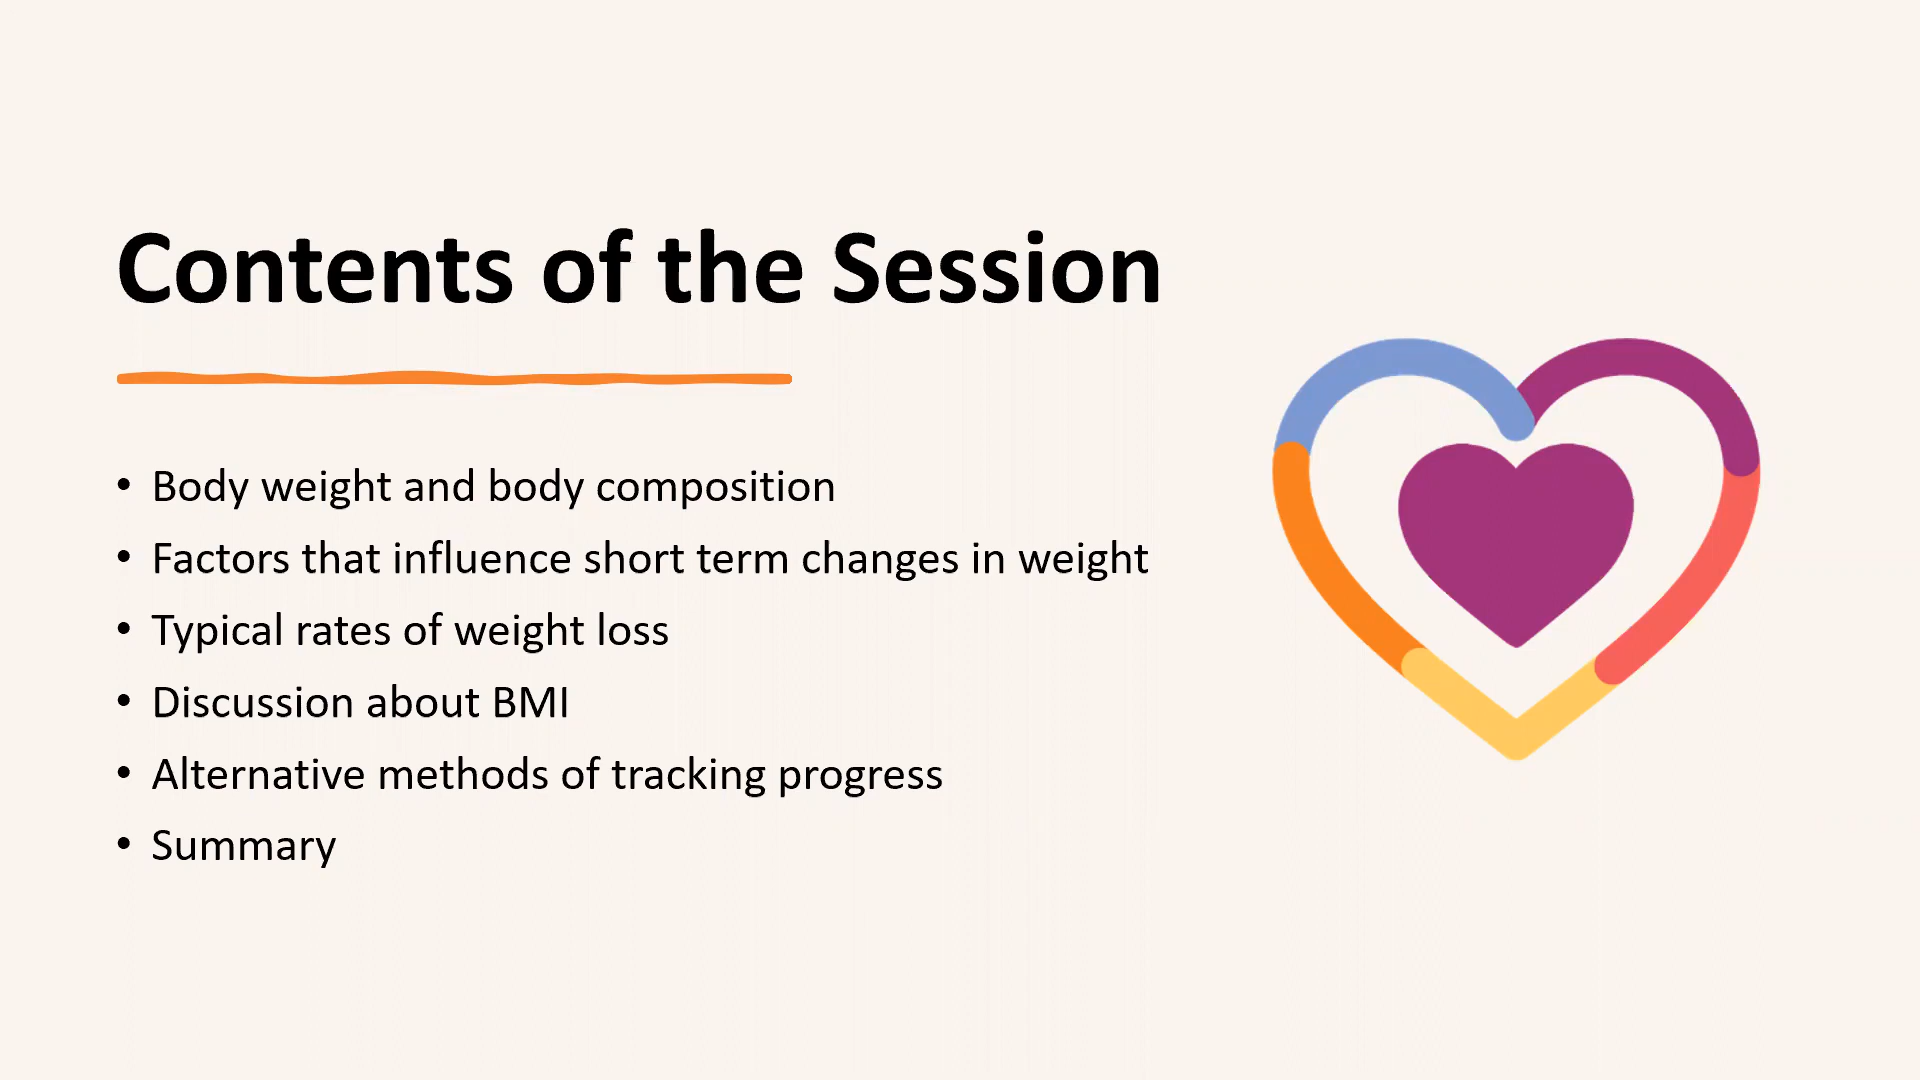 Contents of the Session
• Body weight and body composition
• Factors that influence short term changes in weight
• Typical rates of weight loss
• Discussion about BMI
• Alternative methods of tracking progress
• Summary